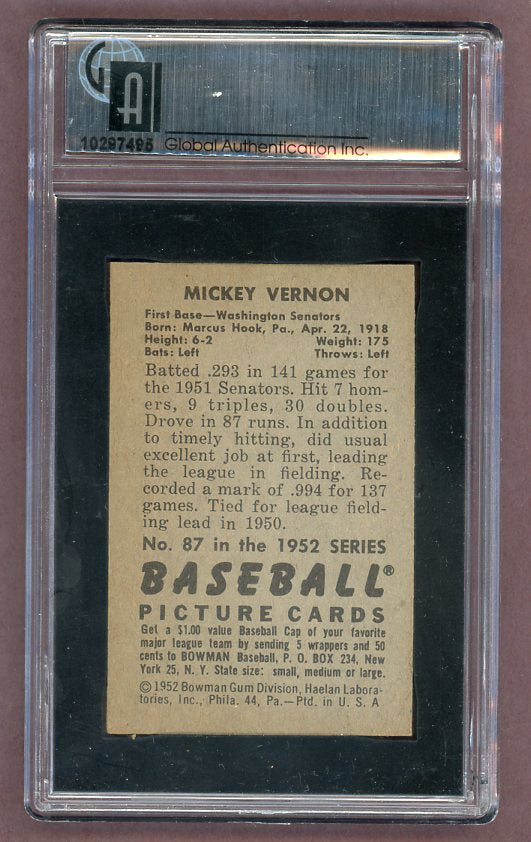 GA
10297495 Global Authentication Inc.
MICKEY VERNON
First Base—Washington Senators
Born: Marcus Hook, Pa., Apr. 22, 1918
Height: 6-2 Weight: 175
Bats: Left Throws: Left
Batted .293 in 141 games for
the 1951 Senators. Hit 7 hom-
ers, 9 triples, 30 doubles.
Drove in 87 runs. In addition
to timely hitting, did usual
excellent job at first, leading
the league in fielding. Re-
corded a mark of .994 for 137
games. Tied for league field-
ing lead in 1950.
No. 87 in the 1952 SERIES
BASEBALL®
PICTURE CARDS
Get a $1.00 value Baseball Cap of your favorite
major league team by sending 5 wrappers and 50
cents to BOWMAN Baseball, P. O. BOX 234, New
York 25, N. Y. State size: small, medium or large.
©1952 Bowman Gum Division, Haelan Labora-
tories, Inc., Phila. 44, Pa.—Ptd. in U. S. A